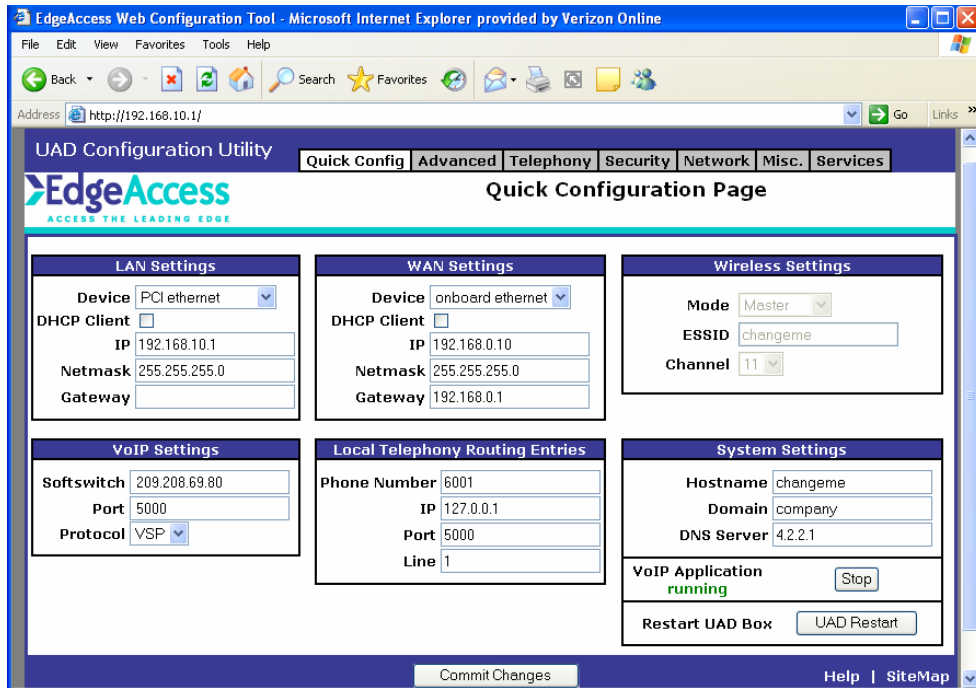 EdgeAccess Web Configuration Tool - Microsoft Internet Explorer provided by Verizon Online
File Edit View Favorites Tools Help
Back Search Favorites
Address http://192.168.10.1/ Go Links »
UAD Configuration Utility
Quick Config Advanced Telephony Security Network Misc. Services
EdgeAccess
ACCESS THE LEADING EDGE
Quick Configuration Page
LAN Settings
Device PCI ethernet
DHCP Client
IP 192.168.10.1
Netmask 255.255.255.0
Gateway
WAN Settings
Device onboard ethernet
DHCP Client
IP 192.168.0.10
Netmask 255.255.255.0
Gateway 192.168.0.1
Wireless Settings
Mode Master
ESSID changeme
Channel 11
VoIP Settings
Softswitch 209.208.69.80
Port 5000
Protocol VSP
Local Telephony Routing Entries
Phone Number 6001
IP 127.0.0.1
Port 5000
Line 1
System Settings
Hostname changeme
Domain company
DNS Server 4.2.2.1
VoIP Application Stop
running
Restart UAD Box UAD Restart
Commit Changes
Help | SiteMap